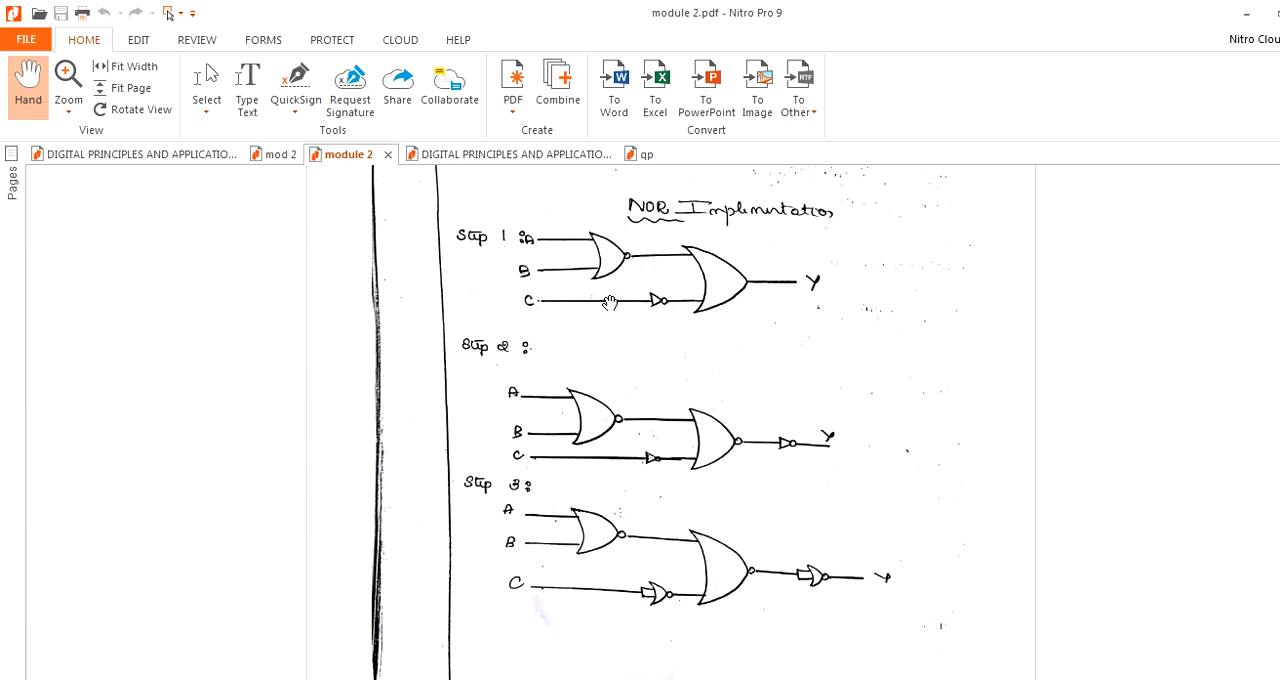 module 2.pdf - Nitro Pro 9
FILE HOME EDIT REVIEW FORMS PROTECT CLOUD HELP Nitro Clou
Hand
Zoom
Fit Width
Fit Page
Rotate View
View
Select
Type Text
QuickSign
Request Signature
Share
Collaborate
Tools
PDF
Combine
Create
To Word
To Excel
To PowerPoint
To Image
To Other
Convert
Pages
DIGITAL PRINCIPLES AND APPLICATIO... mod 2 module 2 DIGITAL PRINCIPLES AND APPLICATIO... qp
NOR Implementation
Step 1 : A
B
C
Y
Step 2 :
A
B
C
Y
Step 3 :
A
B
C
Y